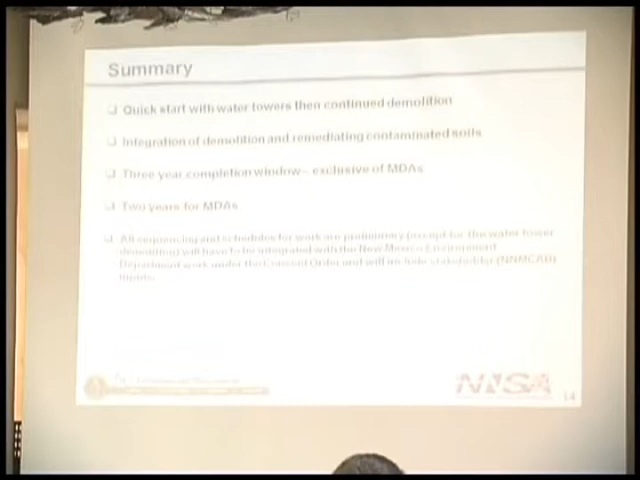 Summary
Quick start with water towers then continued demolition
Integration of demolition and remediating contaminated soils
Three year completion window – exclusive of MDAs
Two years for MDAs
All sequencing and schedules for work are preliminary (except for the water tower
demolition) will have to be integrated with the New Mexico Environment
Department work under the Consent Order and will include stakeholder (NNMCAB)
inputs.
NNSA
14